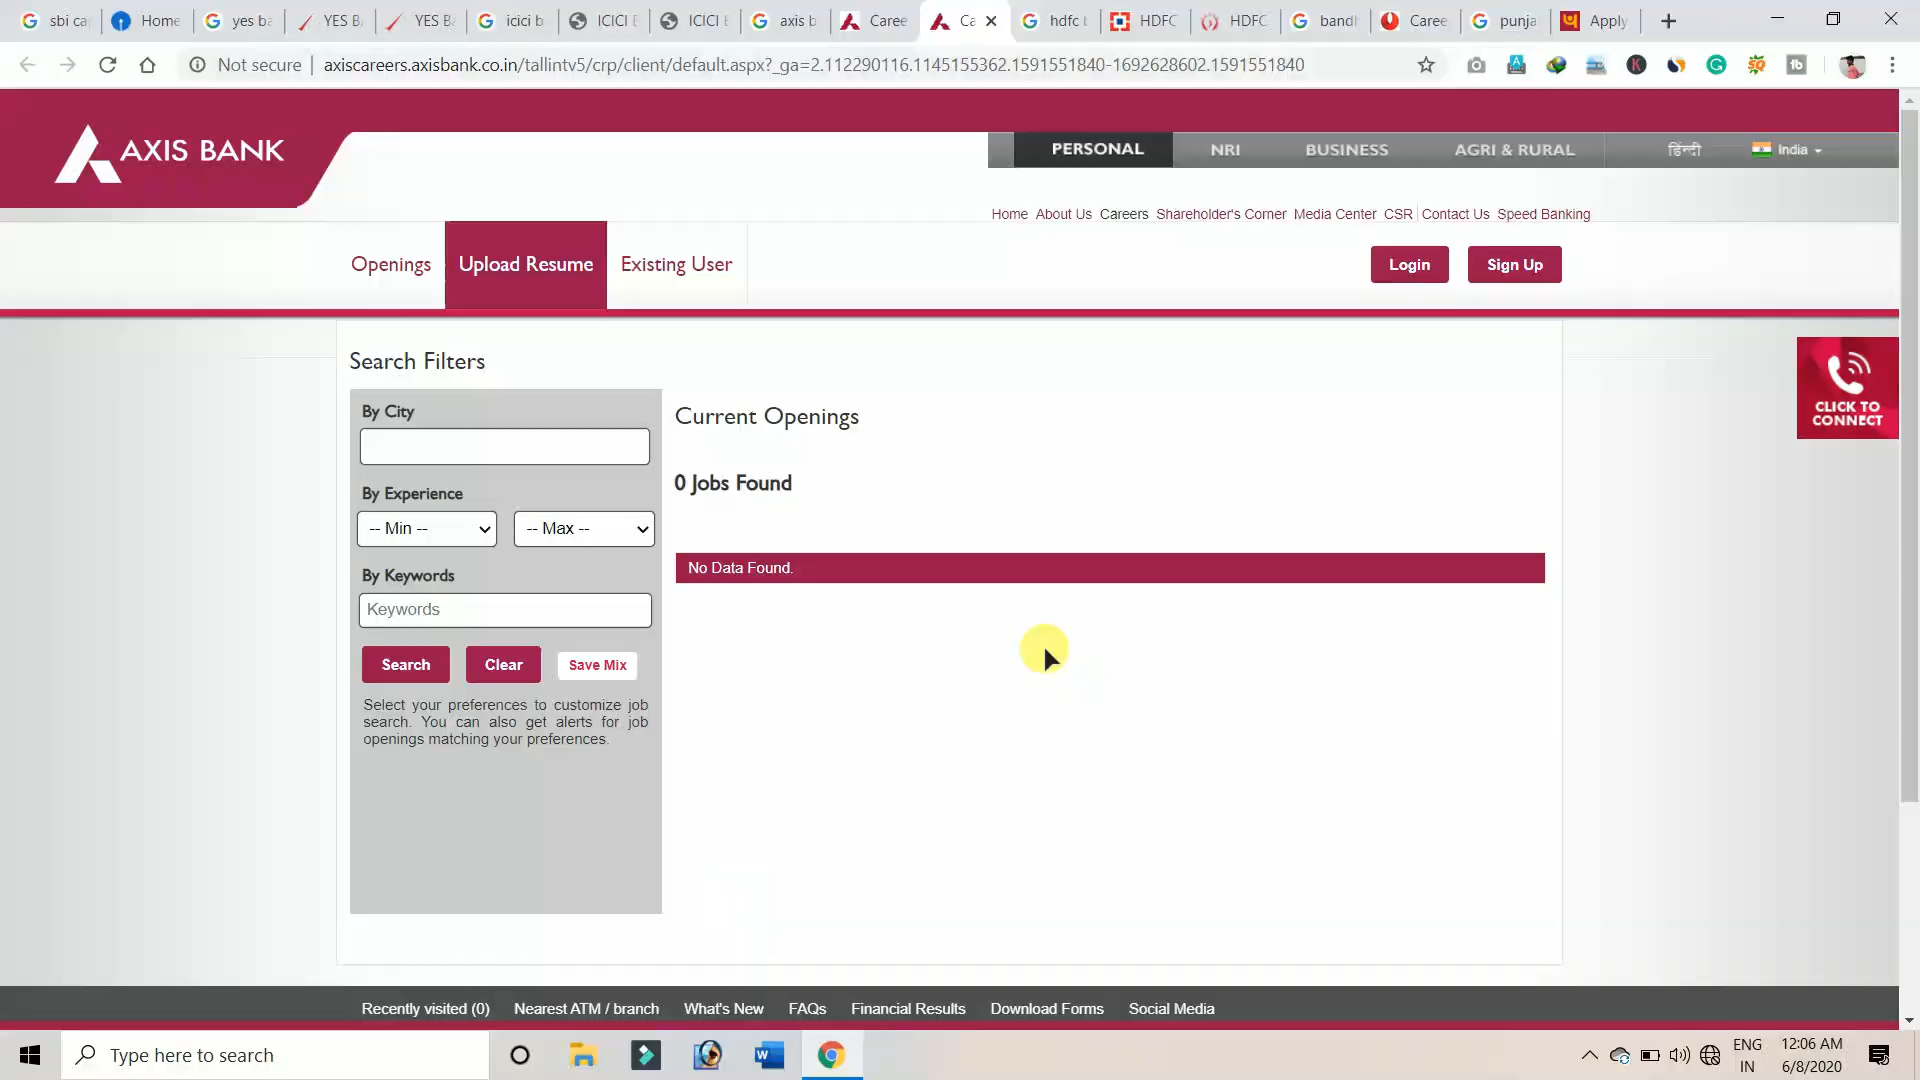 sbi ca
Home
yes ba
YES B
YES B
icici b
ICICI E
ICICI E
axis b
Caree
Ca
hdfc b
HDFC
HDFC
bandh
Caree
punja
Apply
Not secure
axiscareers.axisbank.co.in/tallintv5/crp/client/default.aspx?_ga=2.112290116.1145155362.1591551840-1692628602.1591551840
AXIS BANK
PERSONAL
NRI
BUSINESS
AGRI & RURAL
हिंन्दी
India
Home About Us Careers Shareholder's Corner Media Center CSR Contact Us Speed Banking
Openings
Upload Resume
Existing User
Login
Sign Up
Search Filters
By City
By Experience
-- Min --
-- Max --
By Keywords
Keywords
Search
Clear
Save Mix
Select your preferences to customize job
search. You can also get alerts for job
openings matching your preferences.
Current Openings
0 Jobs Found
No Data Found.
CLICK TO
CONNECT
Recently visited (0)
Nearest ATM / branch
What's New
FAQs
Financial Results
Download Forms
Social Media
Type here to search
ENG
IN
12:06 AM
6/8/2020